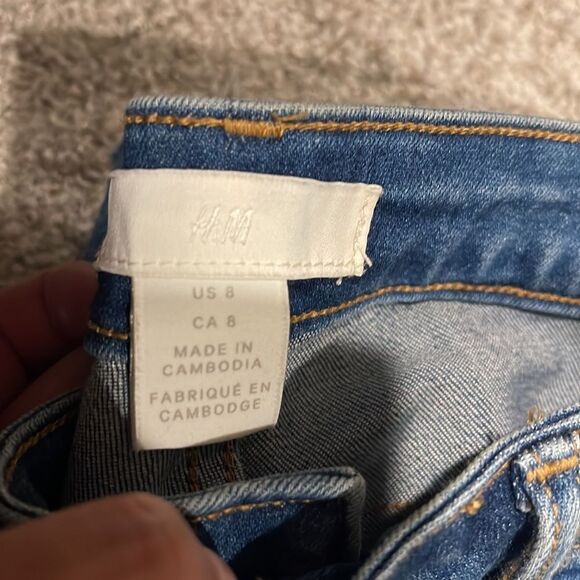 H&M
US 8
CA 8
MADE IN
CAMBODIA
FABRIQUÉ EN
CAMBODGE